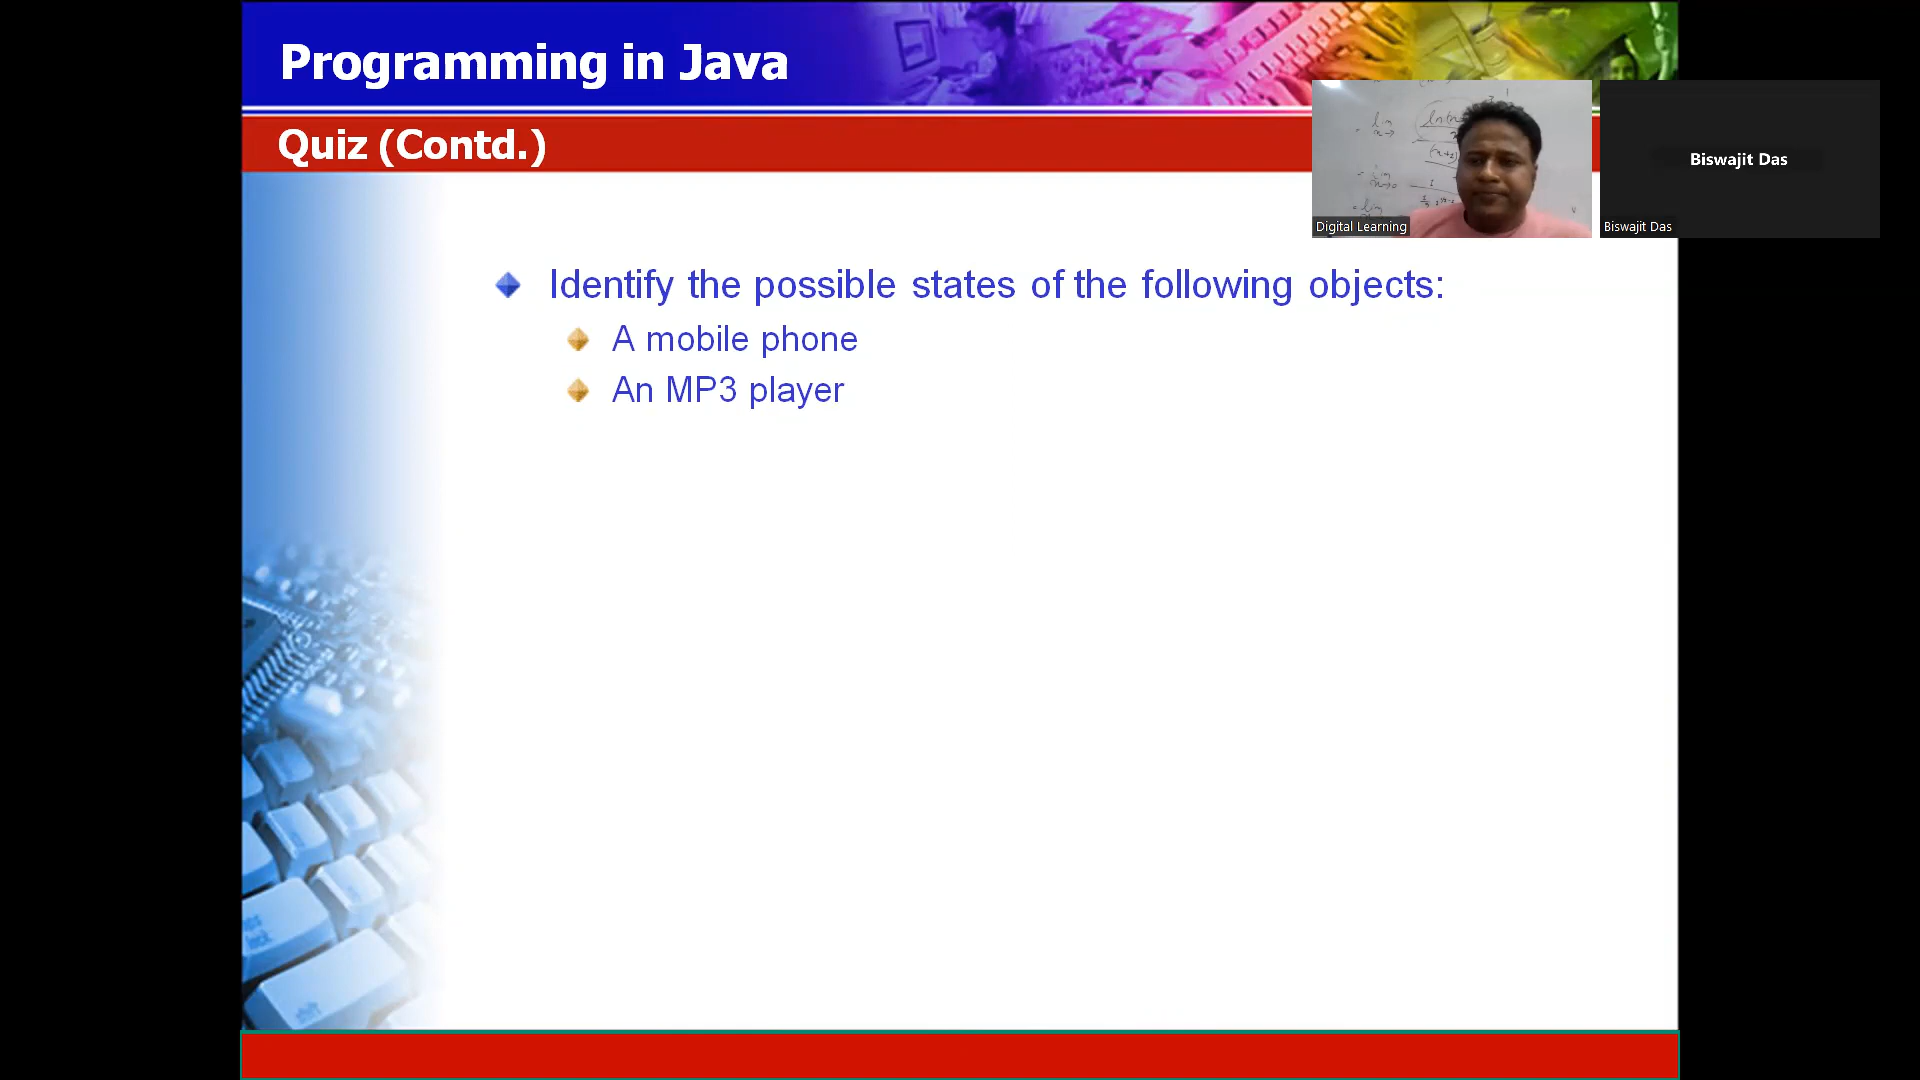 Programming in Java
Quiz (Contd.)
Biswajit Das
Digital Learning
Biswajit Das
Identify the possible states of the following objects:
A mobile phone
An MP3 player